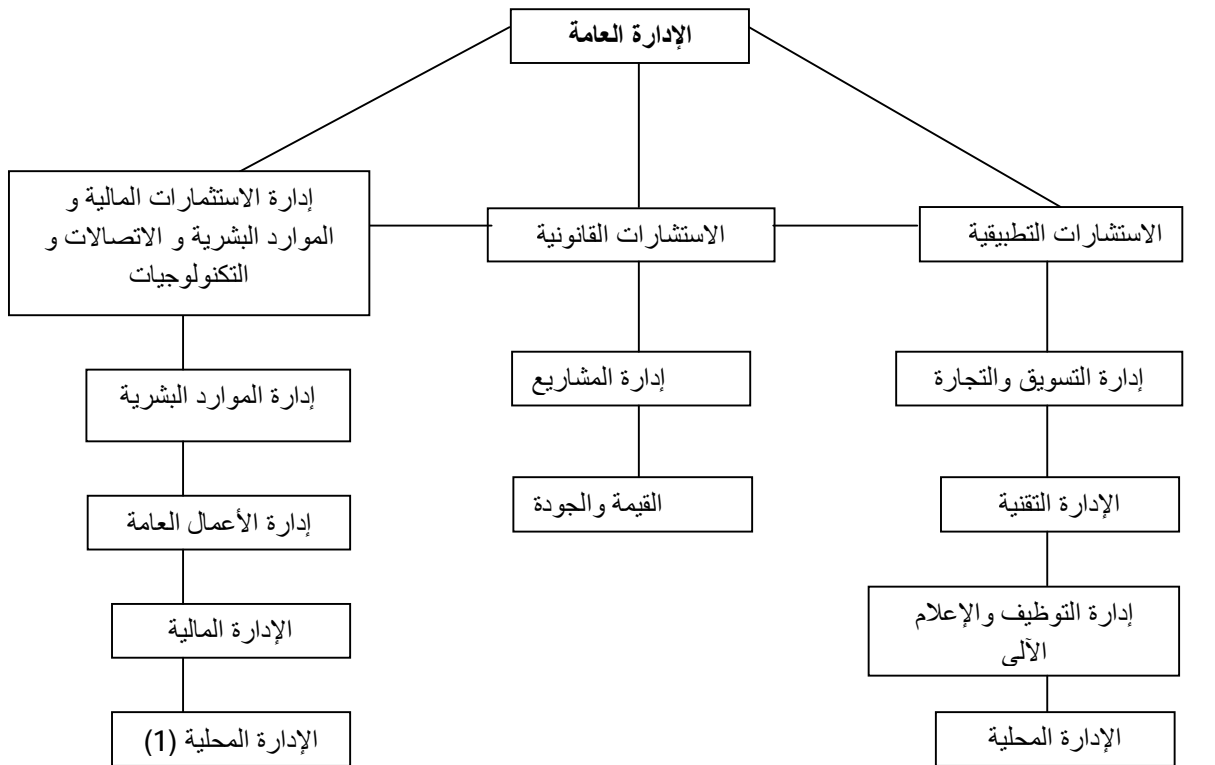 الإدارة العامة
الاستشارات التطبيقية
الاستشارات القانونية
إدارة الاستثمارات المالية و
الموارد البشرية و الاتصالات و
التكنولوجيات
إدارة التسويق والتجارة
إدارة المشاريع
إدارة الموارد البشرية
الإدارة التقنية
القيمة والجودة
إدارة الأعمال العامة
إدارة التوظيف والإعلام
الآلي
الإدارة المالية
الإدارة المحلية
الإدارة المحلية (1)